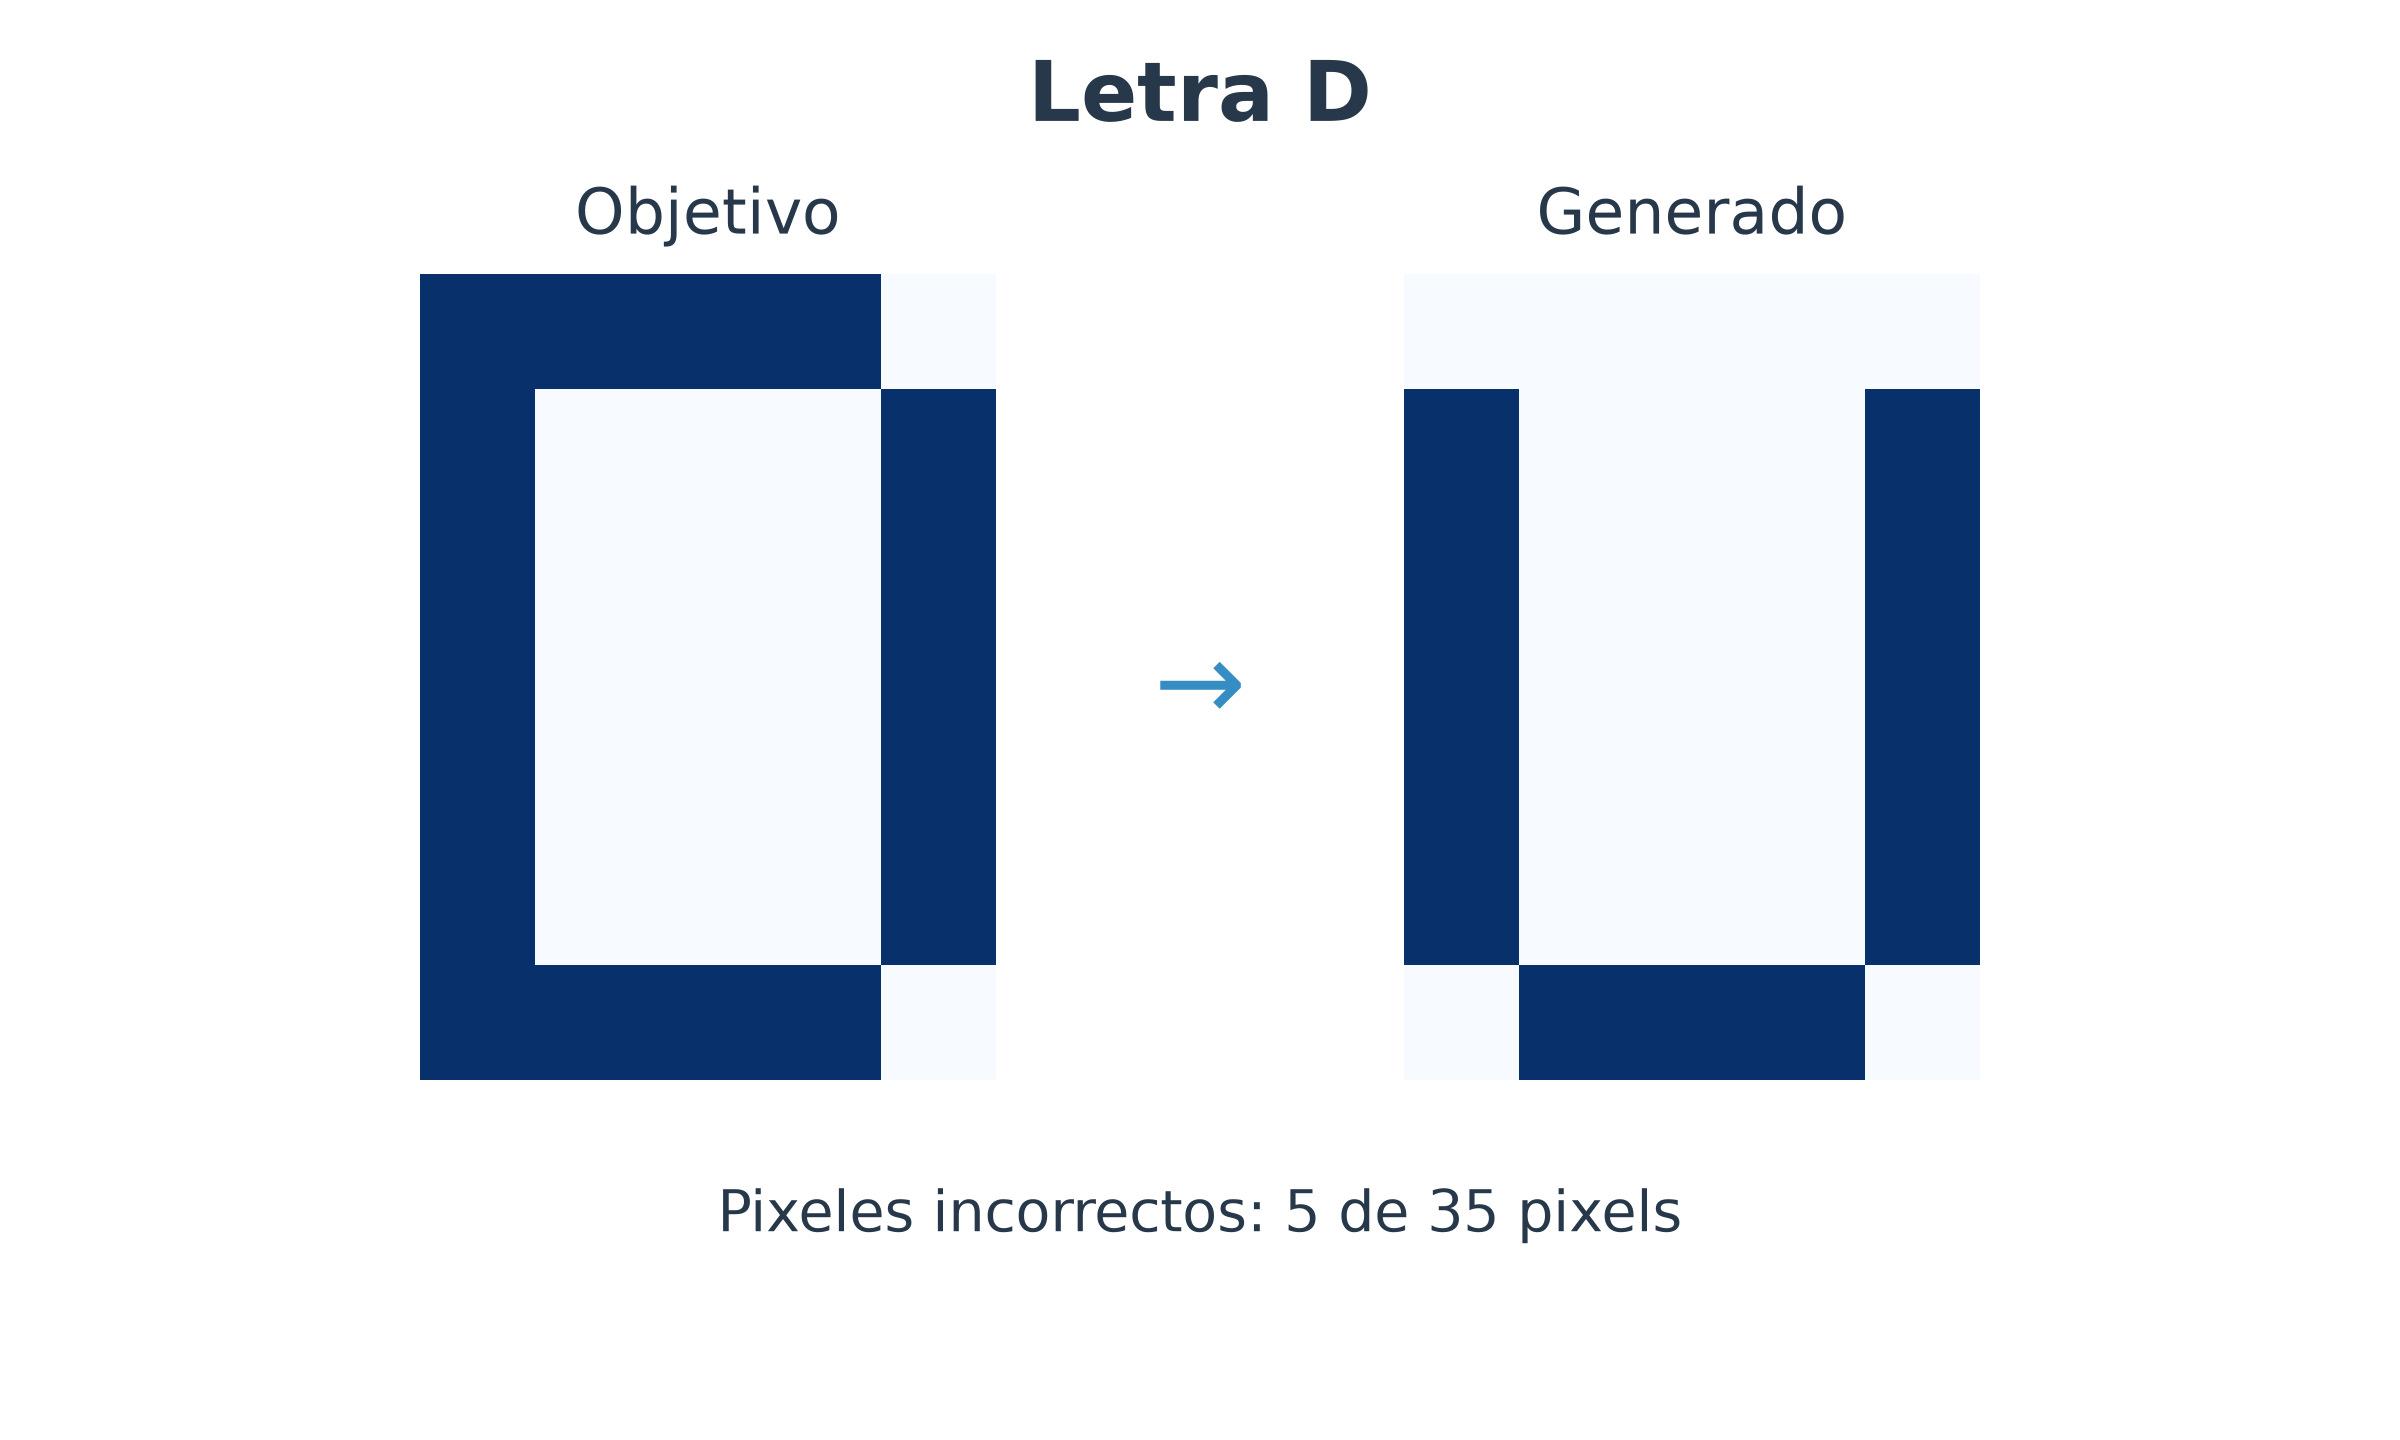 Letra D
Objetivo
Generado
→
Pixeles incorrectos: 5 de 35 pixels